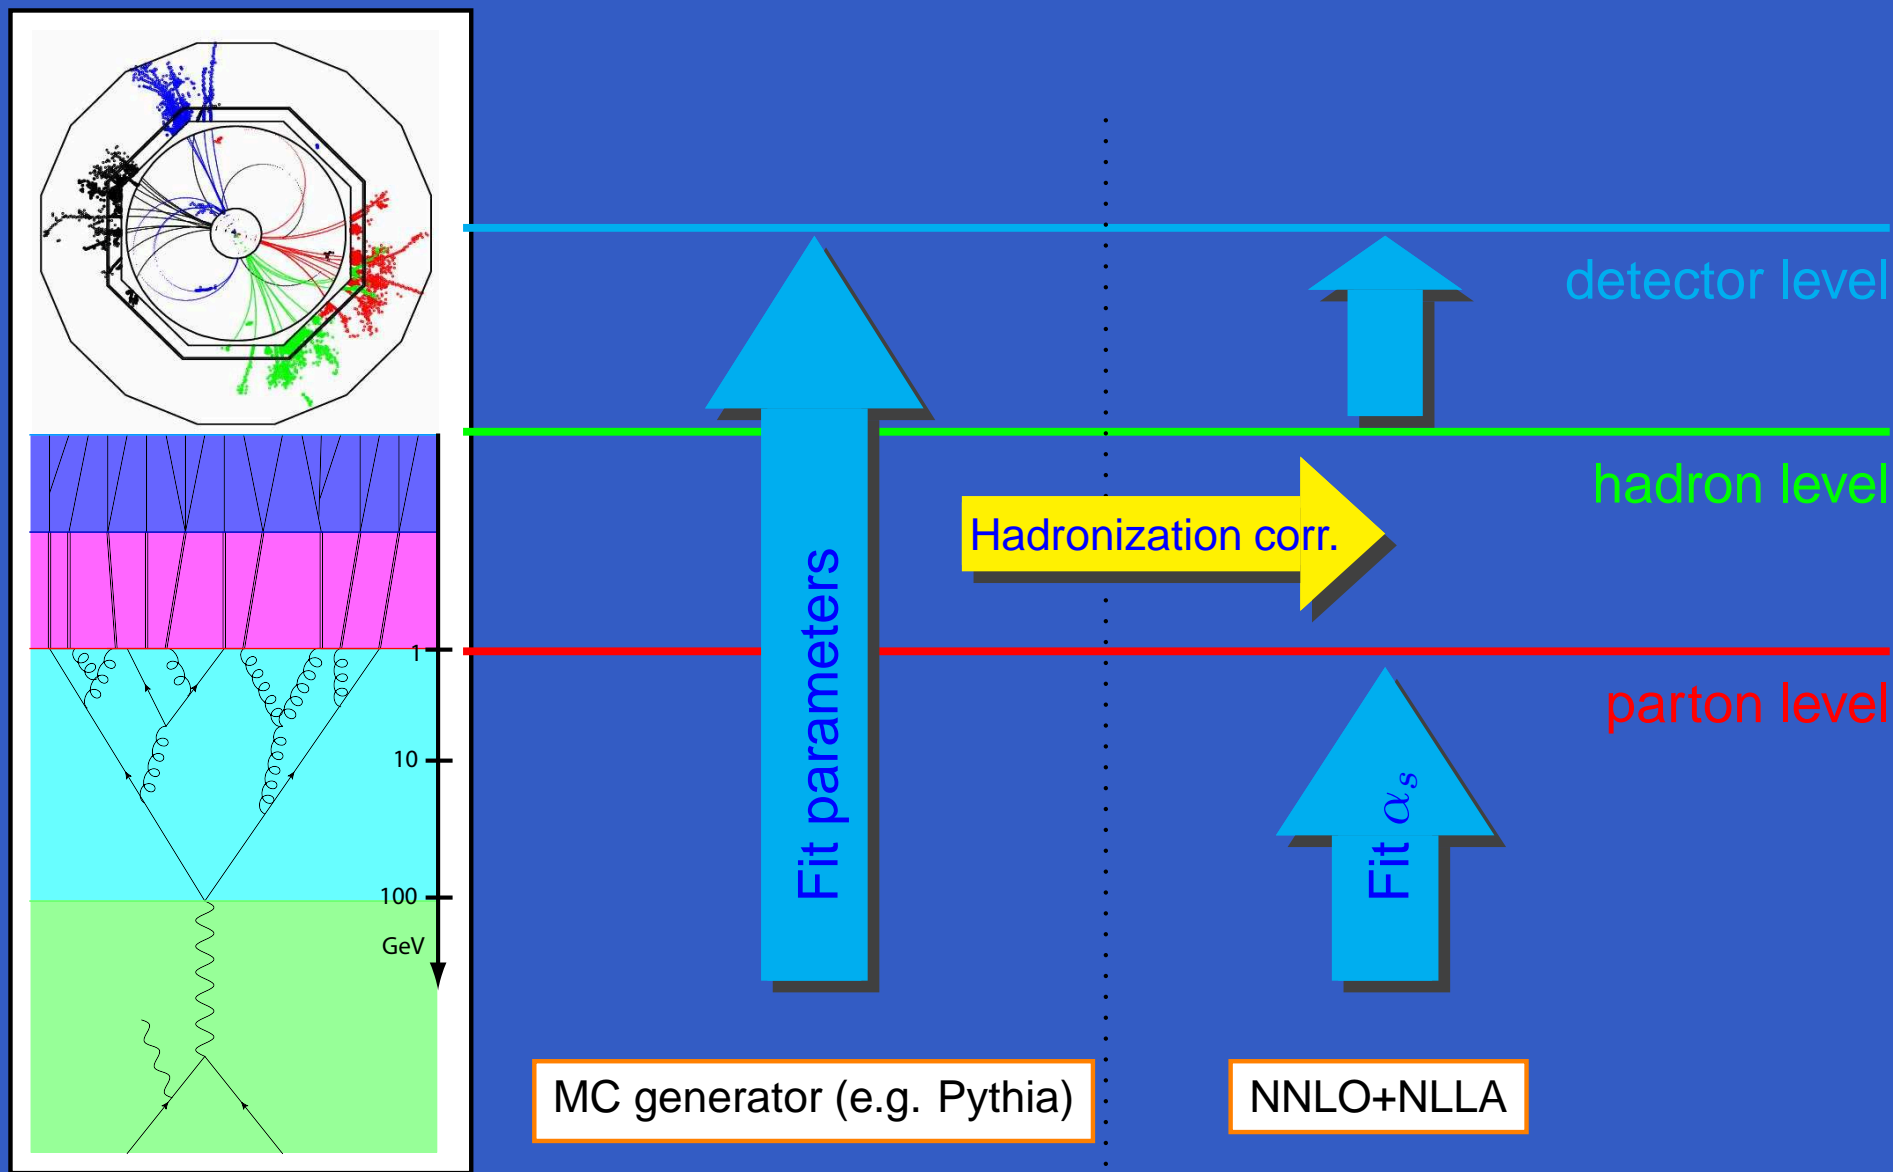 detector level
hadron level
Hadronization corr.
parton level
Fit parameters
Fit αₛ
1
10
100
GeV
MC generator (e.g. Pythia)
NNLO+NLLA